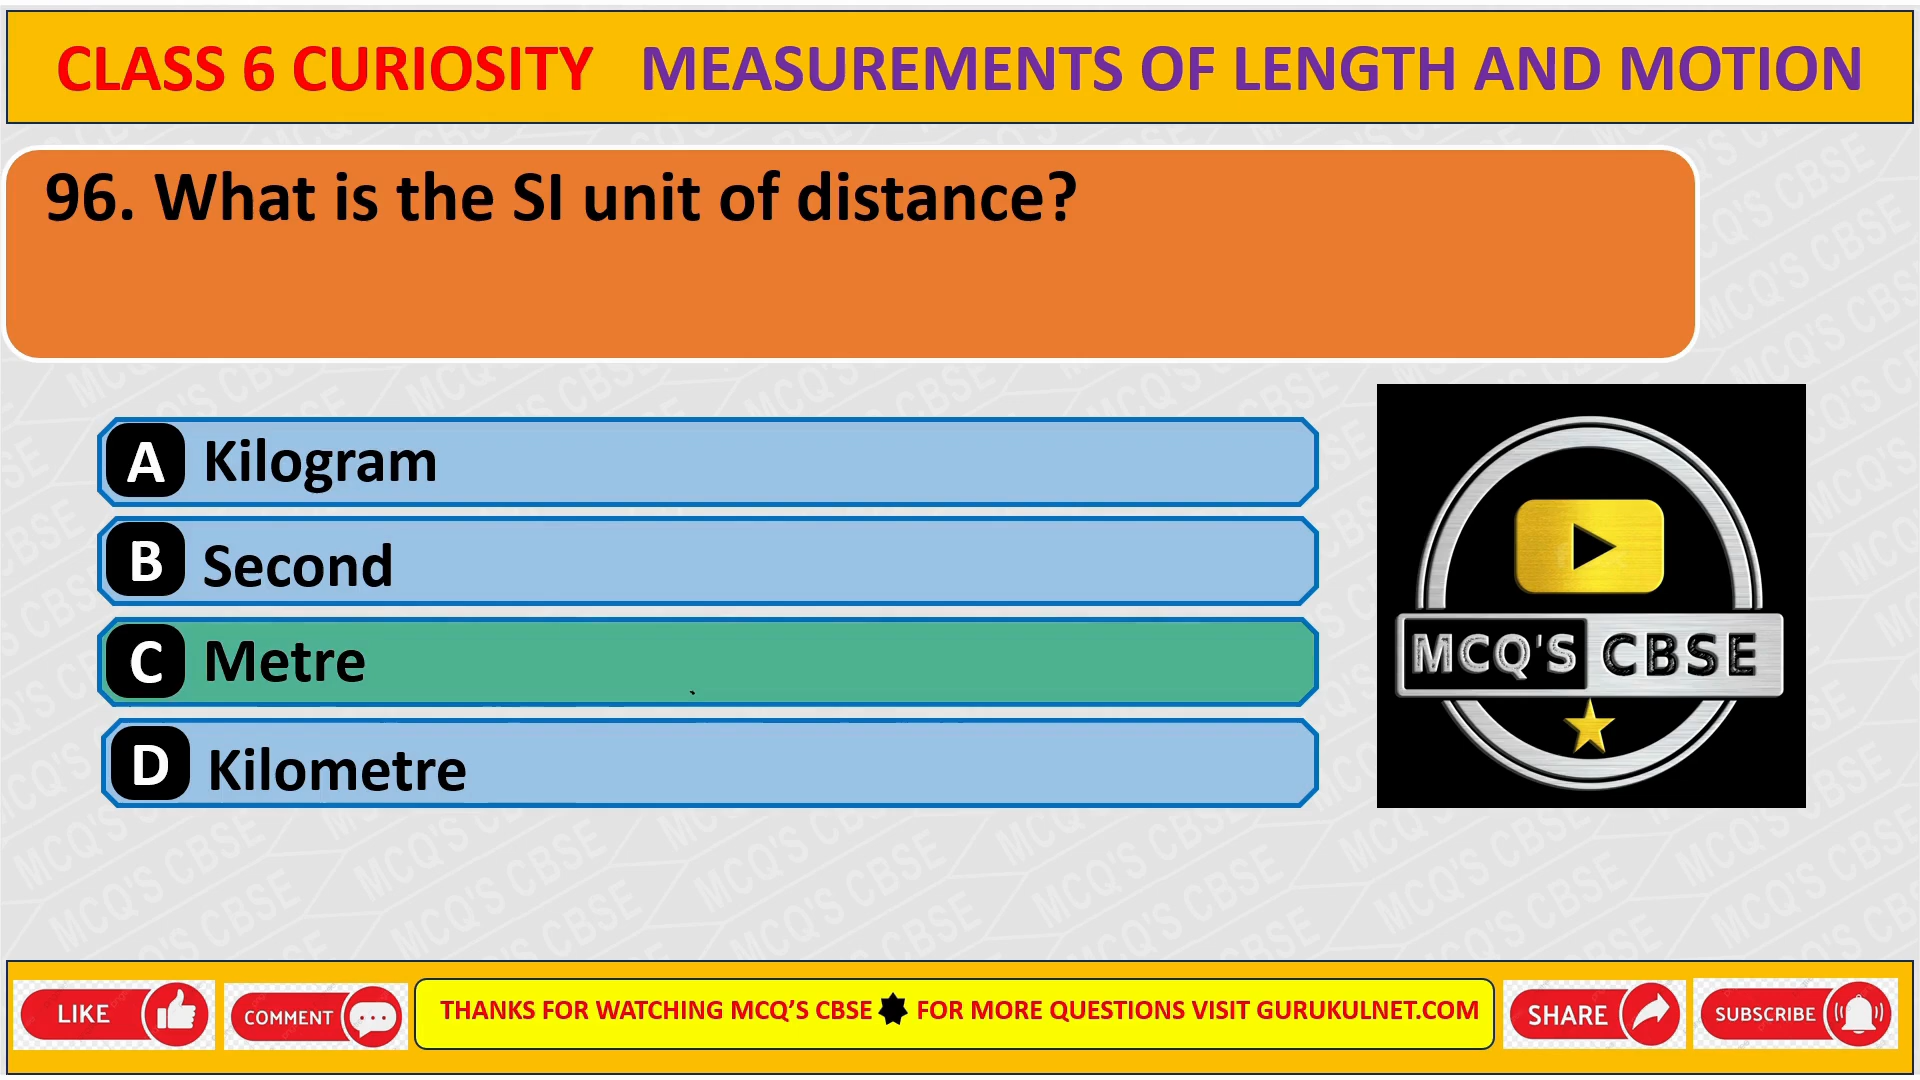 CLASS 6 CURIOSITY MEASUREMENTS OF LENGTH AND MOTION
96. What is the SI unit of distance?
A Kilogram
B Second
C Metre
D Kilometre
MCQ'S CBSE
LIKE
COMMENT
THANKS FOR WATCHING MCQ’S CBSE FOR MORE QUESTIONS VISIT GURUKULNET.COM
SHARE
SUBSCRIBE